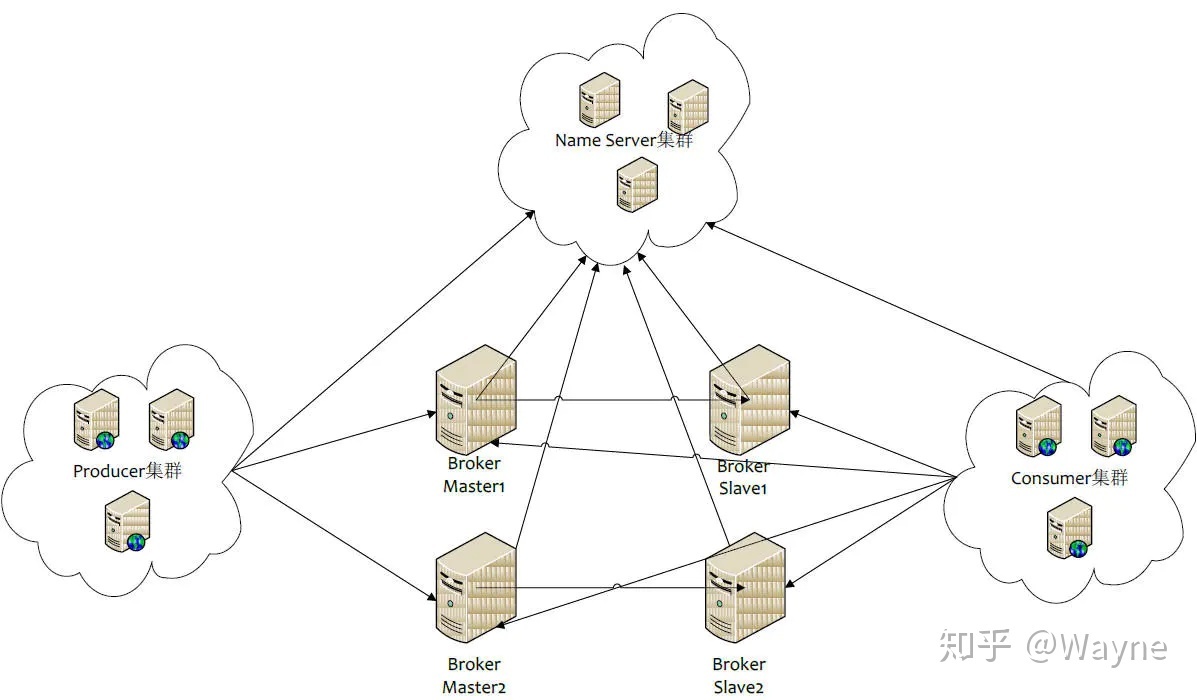 Name Server集群
Producer集群
Broker
Master1
Broker
Slave1
Consumer集群
Broker
Master2
Broker
Slave2
知乎 @Wayne